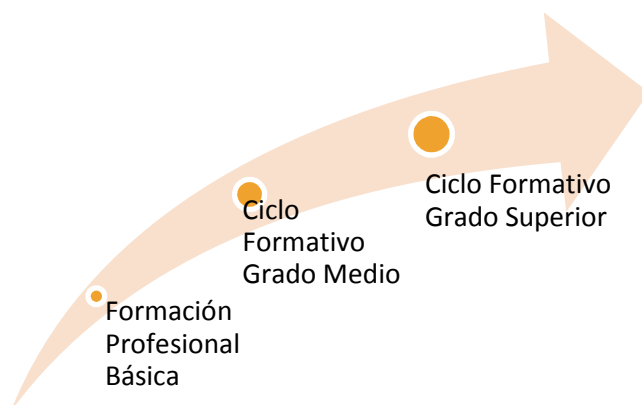 Formación
Profesional
Básica
Ciclo
Formativo
Grado Medio
Ciclo Formativo
Grado Superior